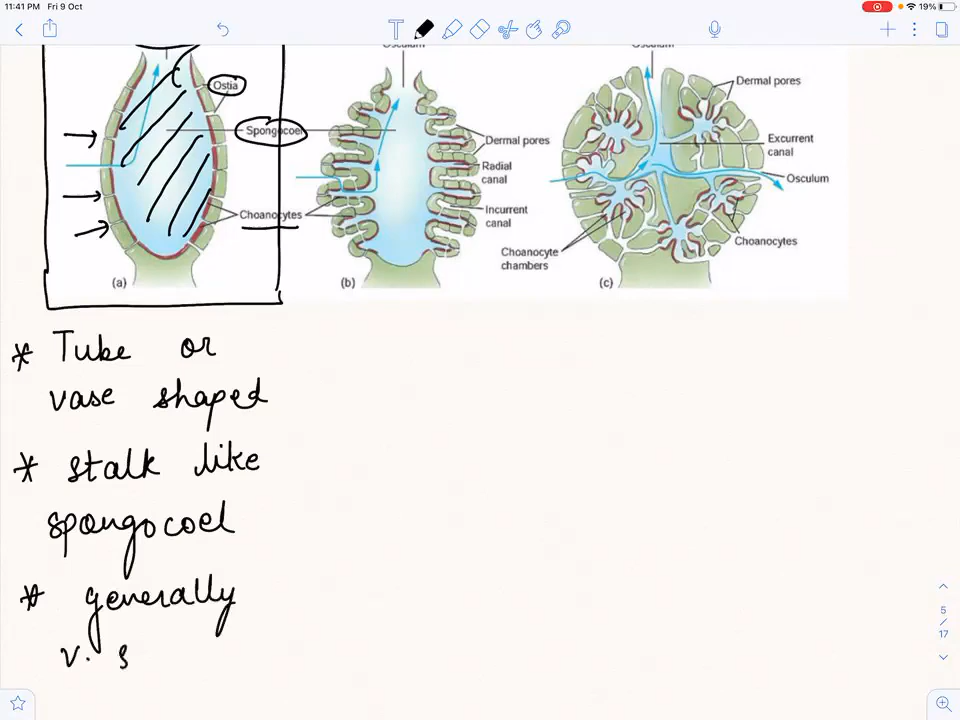 11:41 PM Fri 9 Oct
19%
Osculum
Osculum
Ostia
Spongocoel
Choanocytes
(a)
Dermal pores
Radial
canal
Incurrent
canal
(b)
Dermal pores
Excurrent
canal
Osculum
Choanocytes
Choanocyte
chambers
(c)
* Tube or
vase shaped
* stalk like
spongocoel
* generally
v. s
5
/
17